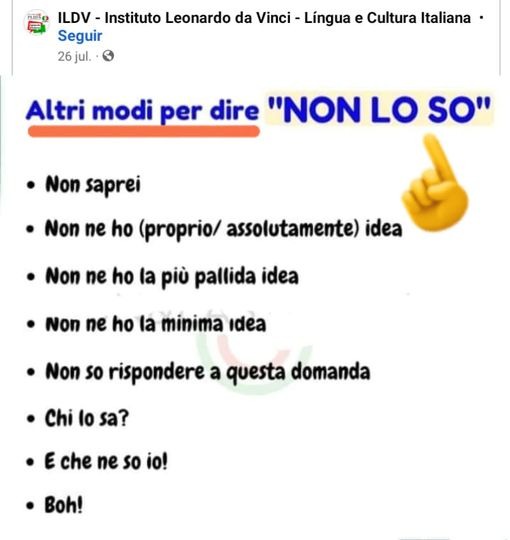 ILDV - Instituto Leonardo da Vinci - Língua e Cultura Italiana ·
Seguir
26 jul. ·
Altri modi per dire "NON LO SO"
• Non saprei
• Non ne ho (proprio/ assolutamente) idea
• Non ne ho la più pallida idea
• Non ne ho la minima idea
• Non so rispondere a questa domanda
• Chi lo sa?
• E che ne so io!
• Boh!